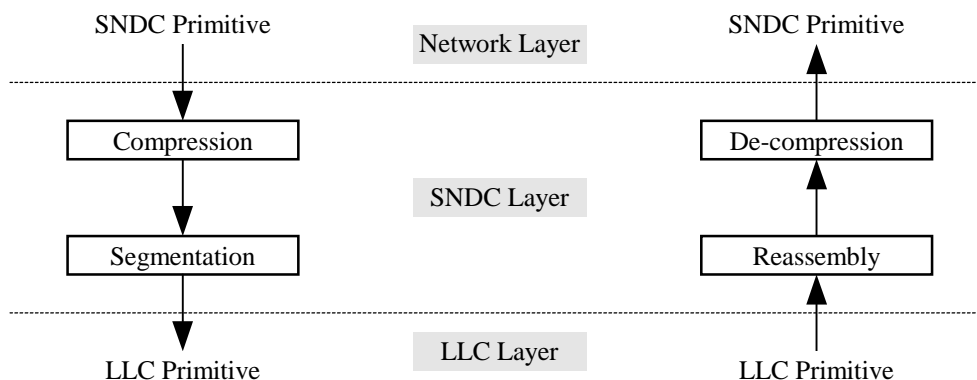 SNDC Primitive
Network Layer
SNDC Primitive
Compression
De-compression
SNDC Layer
Segmentation
Reassembly
LLC Primitive
LLC Layer
LLC Primitive